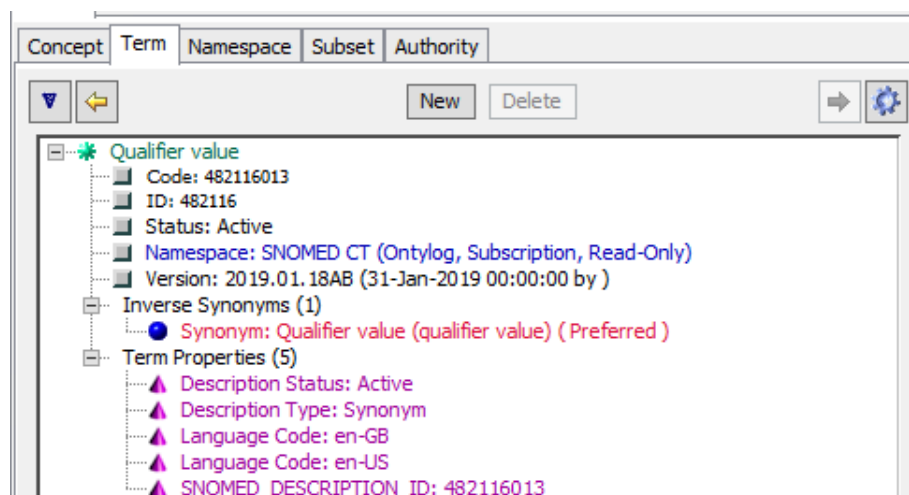 Concept Term Namespace Subset Authority
New Delete
Qualifier value
Code: 482116013
ID: 482116
Status: Active
Namespace: SNOMED CT (Ontylog, Subscription, Read-Only)
Version: 2019.01.18AB (31-Jan-2019 00:00:00 by )
Inverse Synonyms (1)
Synonym: Qualifier value (qualifier value) ( Preferred )
Term Properties (5)
Description Status: Active
Description Type: Synonym
Language Code: en-GB
Language Code: en-US
SNOMED_DESCRIPTION_ID: 482116013